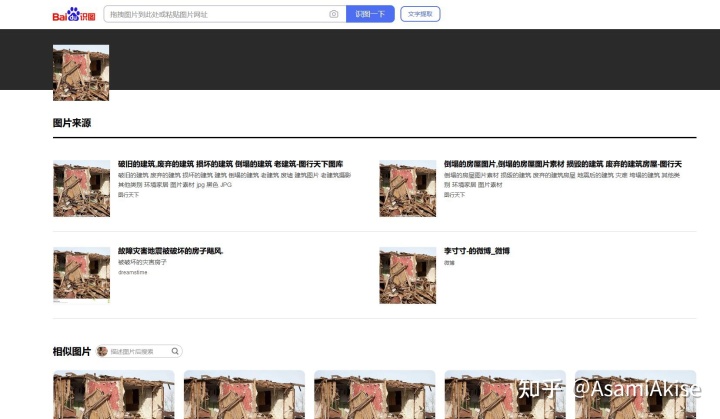 Bai 识图 拖拽图片到此处或粘贴图片网址 识图一下 文字提取
图片来源
破旧的建筑,废弃的建筑 损坏的建筑 倒塌的建筑 老建筑-图行天下图库
破旧的建筑 废弃的建筑 损坏的建筑 建筑 倒塌的建筑 老建筑 废墟 建筑图片 老建筑摄影
其他类别 环境家居 图片素材 jpg 黑色 JPG
图行天下
倒塌的房屋图片,倒塌的房屋图片素材 损毁的建筑 废弃的建筑房屋-图行天
倒塌的房屋图片素材 损毁的建筑 废弃的建筑房屋 地震后的建筑 灾难 垮塌的建筑 其他类
别 环境家居 图片素材
图行天下
故障灾害地震被破坏的房子飓风.
被破坏的灾害房子
dreamstime
李寸寸-的微博_微博
微博
相似图片 描述图片后搜索
知乎 @AsamiAkise